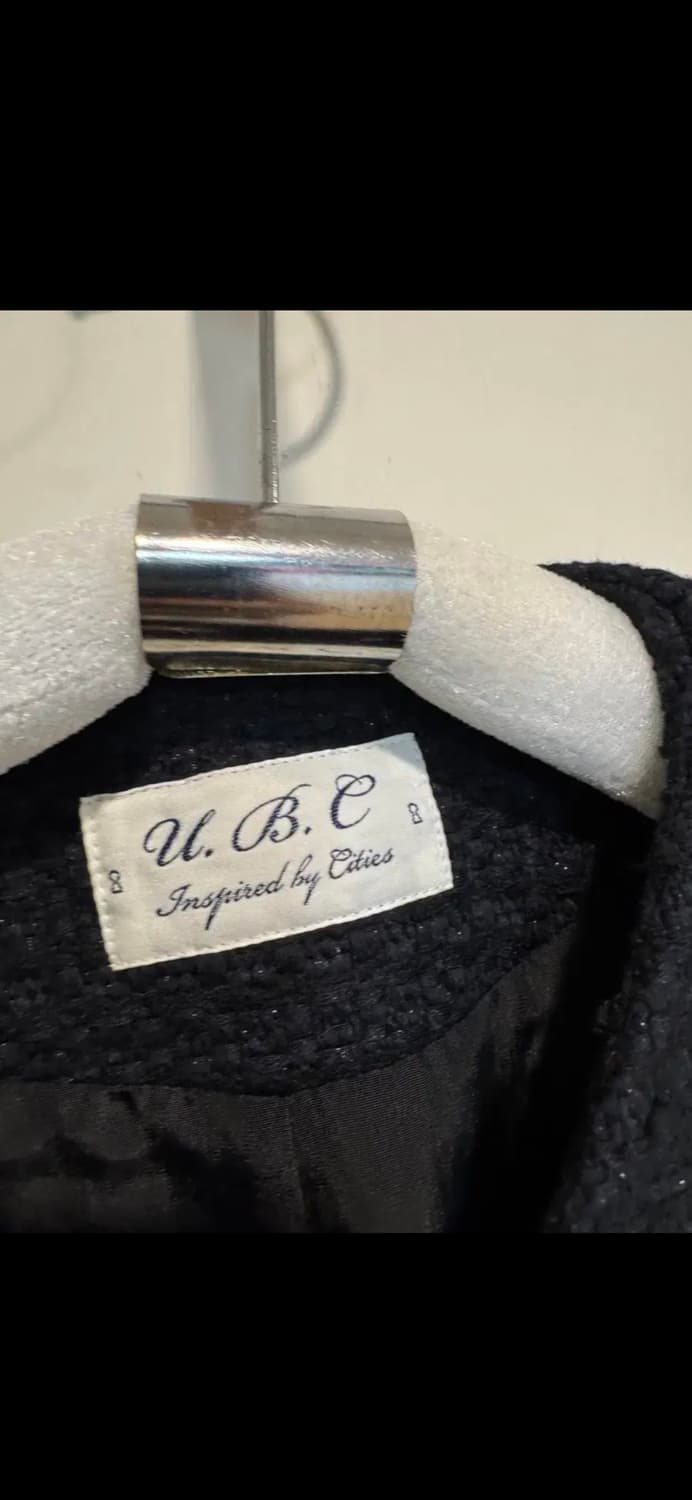 U. B. C
Inspired by Cities